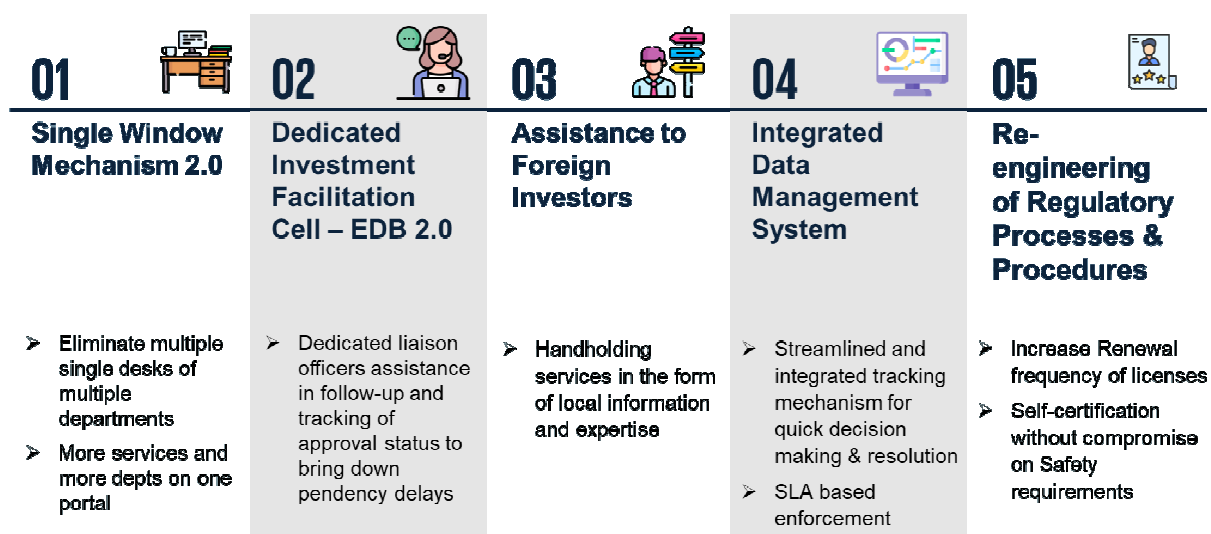 01
Single Window
Mechanism 2.0
➢ Eliminate multiple
single desks of
multiple
departments
➢ More services and
more depts on one
portal
02
Dedicated
Investment
Facilitation
Cell – EDB 2.0
➢ Dedicated liaison
officers assistance
in follow-up and
tracking of
approval status to
bring down
pendency delays
03
Assistance to
Foreign
Investors
➢ Handholding
services in the form
of local information
and expertise
04
Integrated
Data
Management
System
➢ Streamlined and
integrated tracking
mechanism for
quick decision
making & resolution
➢ SLA based
enforcement
05
Re-
engineering
of Regulatory
Processes &
Procedures
➢ Increase Renewal
frequency of licenses
➢ Self-certification
without compromise
on Safety
requirements